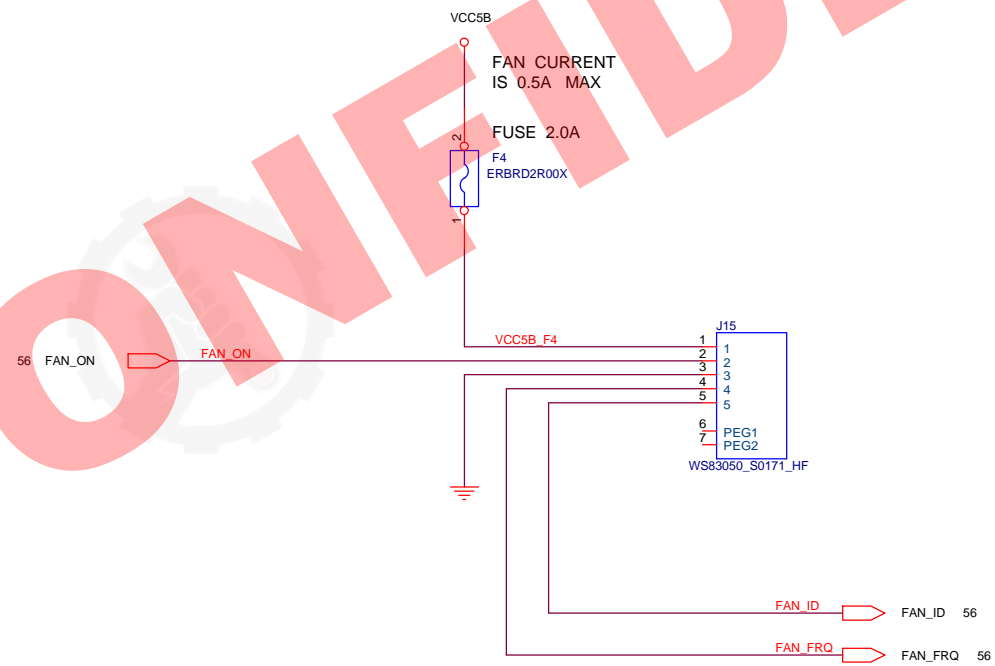 VCC5B
FAN CURRENT
IS 0.5A MAX
FUSE 2.0A
2
F4
ERBRD2R00X
1
J15
VCC5B_F4
1
1
56 FAN_ON
FAN_ON
2
2
3
3
4
4
5
5
6
PEG1
7
PEG2
WS83050_S0171_HF
FAN_ID
FAN_ID 56
FAN_FRQ
FAN_FRQ 56
ONFID